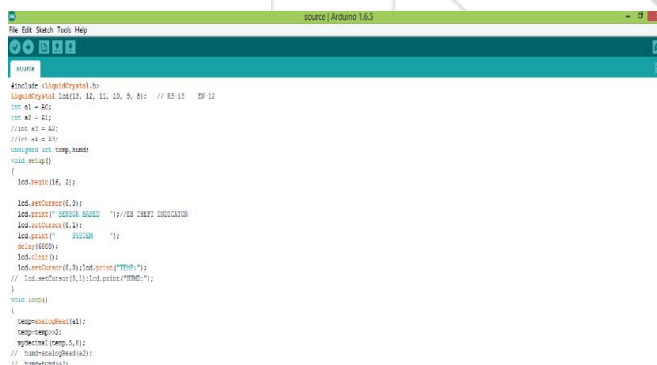 source | Arduino 1.6.5
File Edit Sketch Tools Help
source
#include <LiquidCrystal.h>
LiquidCrystal lcd(13, 12, 11, 10, 9, 8); // RS-13 EN-12
int a1 = A0;
int a2 = A1;
//int a3 = A2;
//int a4 = A3;
unsigned int temp,humd;
void setup()
{
lcd.begin(16, 2);
lcd.setCursor(0,0);
lcd.print(" SENSOR BASED ");//EB THEFT INDICATOR
lcd.setCursor(0,1);
lcd.print(" SYSTEM ");
delay(6000);
lcd.clear();
lcd.setCursor(0,0);lcd.print("TEMP:");
// lcd.setCursor(0,1);lcd.print("HUMD:");
}
void loop()
{
temp=analogRead(a1);
temp=temp>>2;
mydecimal(temp,5,0);
// humd=analogRead(a2);
// humd=humd>>2;